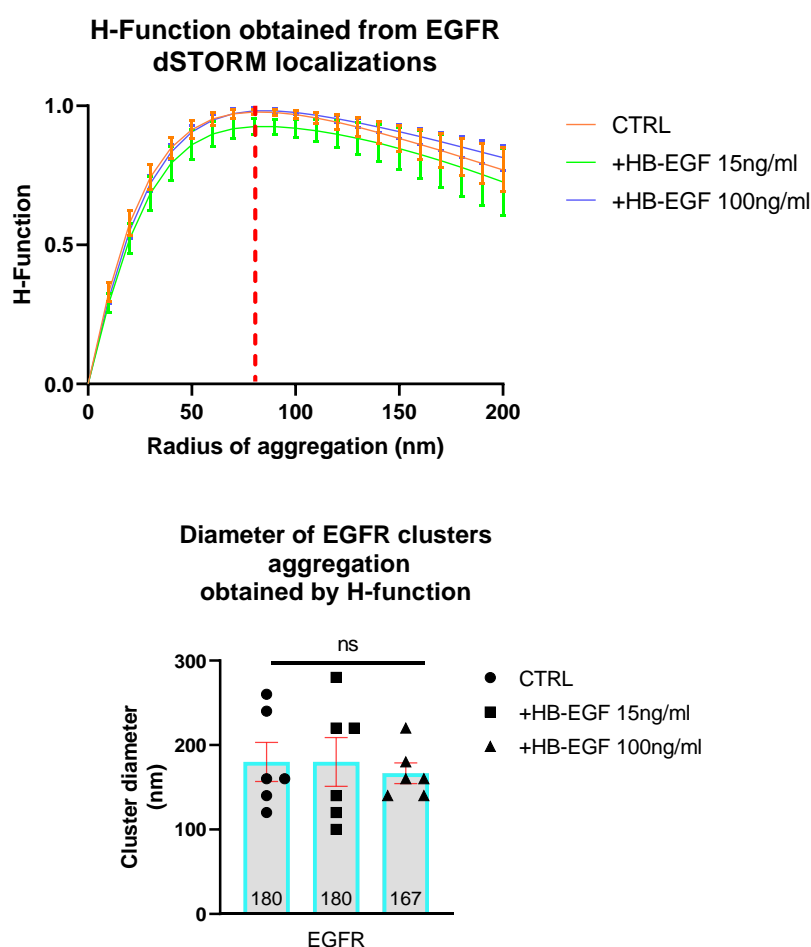 H-Function obtained from EGFR
dSTORM localizations
1.0
0.5
0.0
H-Function
0
50
100
150
200
Radius of aggregation (nm)
CTRL
+HB-EGF 15ng/ml
+HB-EGF 100ng/ml
Diameter of EGFR clusters
aggregation
obtained by H-function
ns
300
200
100
0
Cluster diameter
(nm)
180
180
167
EGFR
CTRL
+HB-EGF 15ng/ml
+HB-EGF 100ng/ml